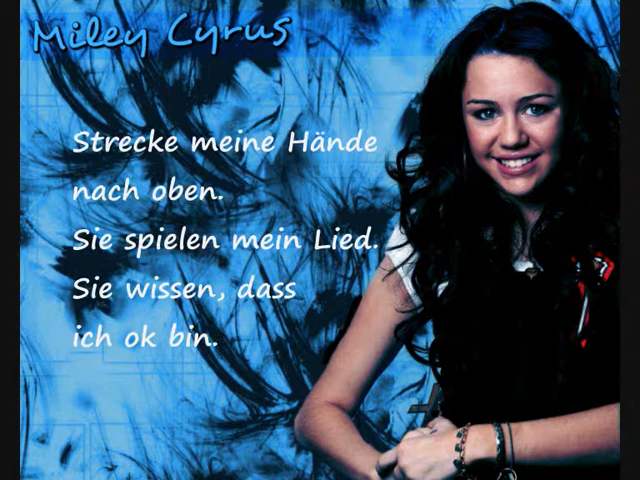 Miley Cyrus
Strecke meine Hände
nach oben.
Sie spielen mein Lied.
Sie wissen, dass
ich ok bin.